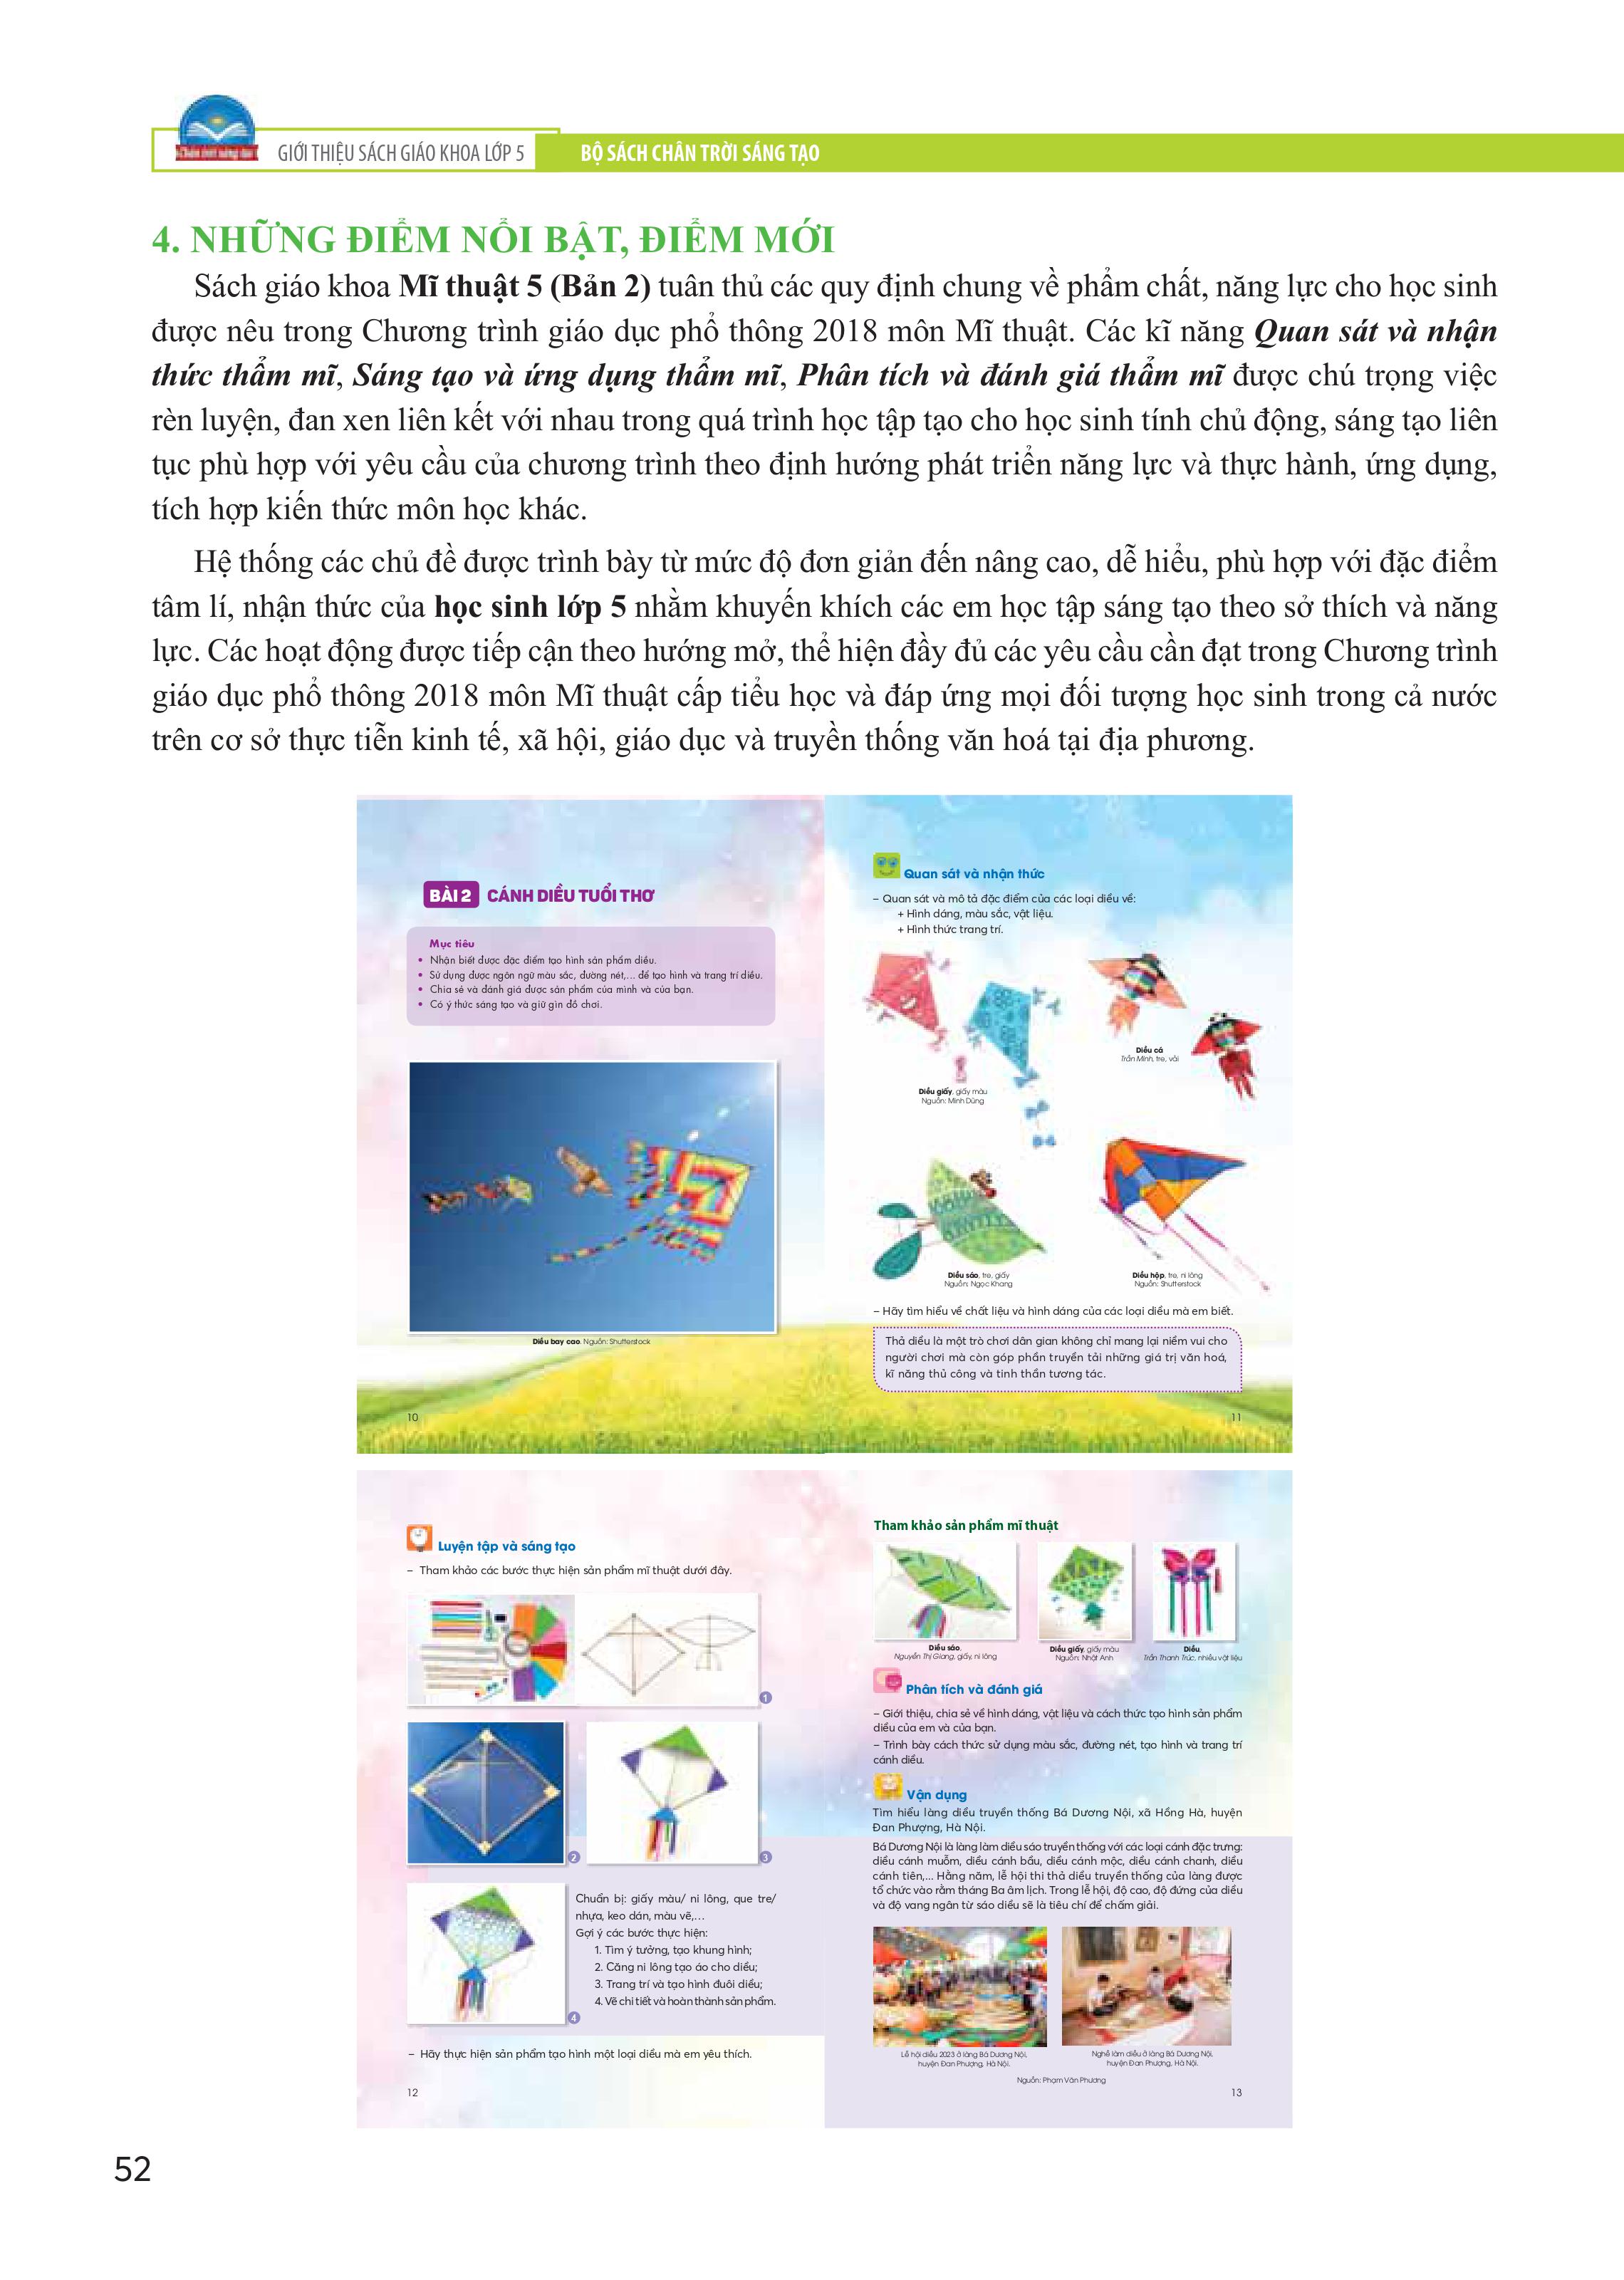 GIỚI THIỆU SÁCH GIÁO KHOA LỚP 5
BỘ SÁCH CHÂN TRỜI SÁNG TẠO
4. NHỮNG ĐIỂM NỔI BẬT, ĐIỂM MỚI
Sách giáo khoa Mĩ thuật 5 (Bản 2) tuân thủ các quy định chung về phẩm chất, năng lực cho học sinh
được nêu trong Chương trình giáo dục phổ thông 2018 môn Mĩ thuật. Các kĩ năng Quan sát và nhận
thức thẩm mĩ, Sáng tạo và ứng dụng thẩm mĩ, Phân tích và đánh giá thẩm mĩ được chú trọng việc
rèn luyện, đan xen liên kết với nhau trong quá trình học tập tạo cho học sinh tính chủ động, sáng tạo liên
tục phù hợp với yêu cầu của chương trình theo định hướng phát triển năng lực và thực hành, ứng dụng,
tích hợp kiến thức môn học khác.
Hệ thống các chủ đề được trình bày từ mức độ đơn giản đến nâng cao, dễ hiểu, phù hợp với đặc điểm
tâm lí, nhận thức của học sinh lớp 5 nhằm khuyến khích các em học tập sáng tạo theo sở thích và năng
lực. Các hoạt động được tiếp cận theo hướng mở, thể hiện đầy đủ các yêu cầu cần đạt trong Chương trình
giáo dục phổ thông 2018 môn Mĩ thuật cấp tiểu học và đáp ứng mọi đối tượng học sinh trong cả nước
trên cơ sở thực tiễn kinh tế, xã hội, giáo dục và truyền thống văn hoá tại địa phương.
BÀI 2 CÁNH DIỀU TUỔI THƠ
Mục tiêu
• Nhận biết được đặc điểm tạo hình sản phẩm diều.
• Sử dụng được ngôn ngữ màu sắc, đường nét,... để tạo hình và trang trí diều.
• Chia sẻ và đánh giá được sản phẩm của mình và của bạn.
• Có ý thức sáng tạo và giữ gìn đồ chơi.
Diều bay cao. Nguồn: Shutterstock
10
Quan sát và nhận thức
– Quan sát và mô tả đặc điểm của các loại diều về:
+ Hình dáng, màu sắc, vật liệu.
+ Hình thức trang trí.
Diều cá
Trần Minh, tre, vải
Diều giấy, giấy màu
Nguồn: Minh Dũng
Diều sáo, tre, giấy
Nguồn: Ngọc Khang
Diều hộp, tre, ni lông
Nguồn: Shutterstock
– Hãy tìm hiểu về chất liệu và hình dáng của các loại diều mà em biết.
Thả diều là một trò chơi dân gian không chỉ mang lại niềm vui cho
người chơi mà còn góp phần truyền tải những giá trị văn hoá,
kĩ năng thủ công và tinh thần tương tác.
11
Luyện tập và sáng tạo
– Tham khảo các bước thực hiện sản phẩm mĩ thuật dưới đây.
1
2
3
4
Chuẩn bị: giấy màu/ ni lông, que tre/
nhựa, keo dán, màu vẽ,...
Gợi ý các bước thực hiện:
1. Tìm ý tưởng, tạo khung hình;
2. Căng ni lông tạo áo cho diều;
3. Trang trí và tạo hình đuôi diều;
4. Vẽ chi tiết và hoàn thành sản phẩm.
– Hãy thực hiện sản phẩm tạo hình một loại diều mà em yêu thích.
12
Tham khảo sản phẩm mĩ thuật
Diều sáo,
Nguyễn Thị Giang, giấy, ni lông
Diều giấy, giấy màu
Nguồn: Nhật Anh
Diều,
Trần Thanh Trúc, nhiều vật liệu
Phân tích và đánh giá
– Giới thiệu, chia sẻ về hình dáng, vật liệu và cách thức tạo hình sản phẩm
diều của em và của bạn.
– Trình bày cách thức sử dụng màu sắc, đường nét, tạo hình và trang trí
cánh diều.
Vận dụng
Tìm hiểu làng diều truyền thống Bá Dương Nội, xã Hồng Hà, huyện
Đan Phượng, Hà Nội.
Bá Dương Nội là làng làm diều sáo truyền thống với các loại cánh đặc trưng:
diều cánh muỗm, diều cánh bầu, diều cánh mộc, diều cánh chanh, diều
cánh tiên,... Hằng năm, lễ hội thi thả diều truyền thống của làng được
tổ chức vào rằm tháng Ba âm lịch. Trong lễ hội, độ cao, độ đứng của diều
và độ vang ngân từ sáo diều sẽ là tiêu chí để chấm giải.
Lễ hội diều 2023 ở làng Bá Dương Nội,
huyện Đan Phượng, Hà Nội.
Nghề làm diều ở làng Bá Dương Nội,
huyện Đan Phượng, Hà Nội.
Nguồn: Phạm Văn Phương
13
52